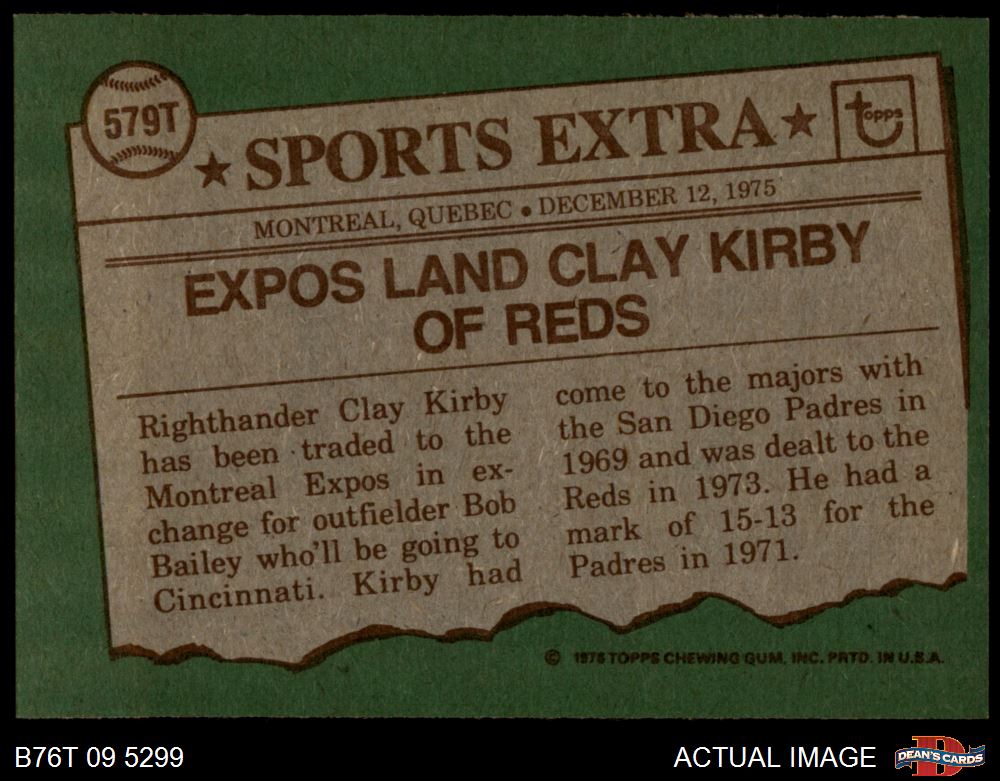 579T
★ SPORTS EXTRA ★
topps
MONTREAL, QUEBEC • DECEMBER 12, 1975
EXPOS LAND CLAY KIRBY
OF REDS
Righthander Clay Kirby
has been traded to the
Montreal Expos in ex-
change for outfielder Bob
Bailey who'll be going to
Cincinnati. Kirby had
come to the majors with
the San Diego Padres in
1969 and was dealt to the
Reds in 1973. He had a
mark of 15-13 for the
Padres in 1971.
© 1976 TOPPS CHEWING GUM, INC. PRTD. IN U.S.A.
B76T 09 5299
ACTUAL IMAGE
D
DEAN'S CARDS